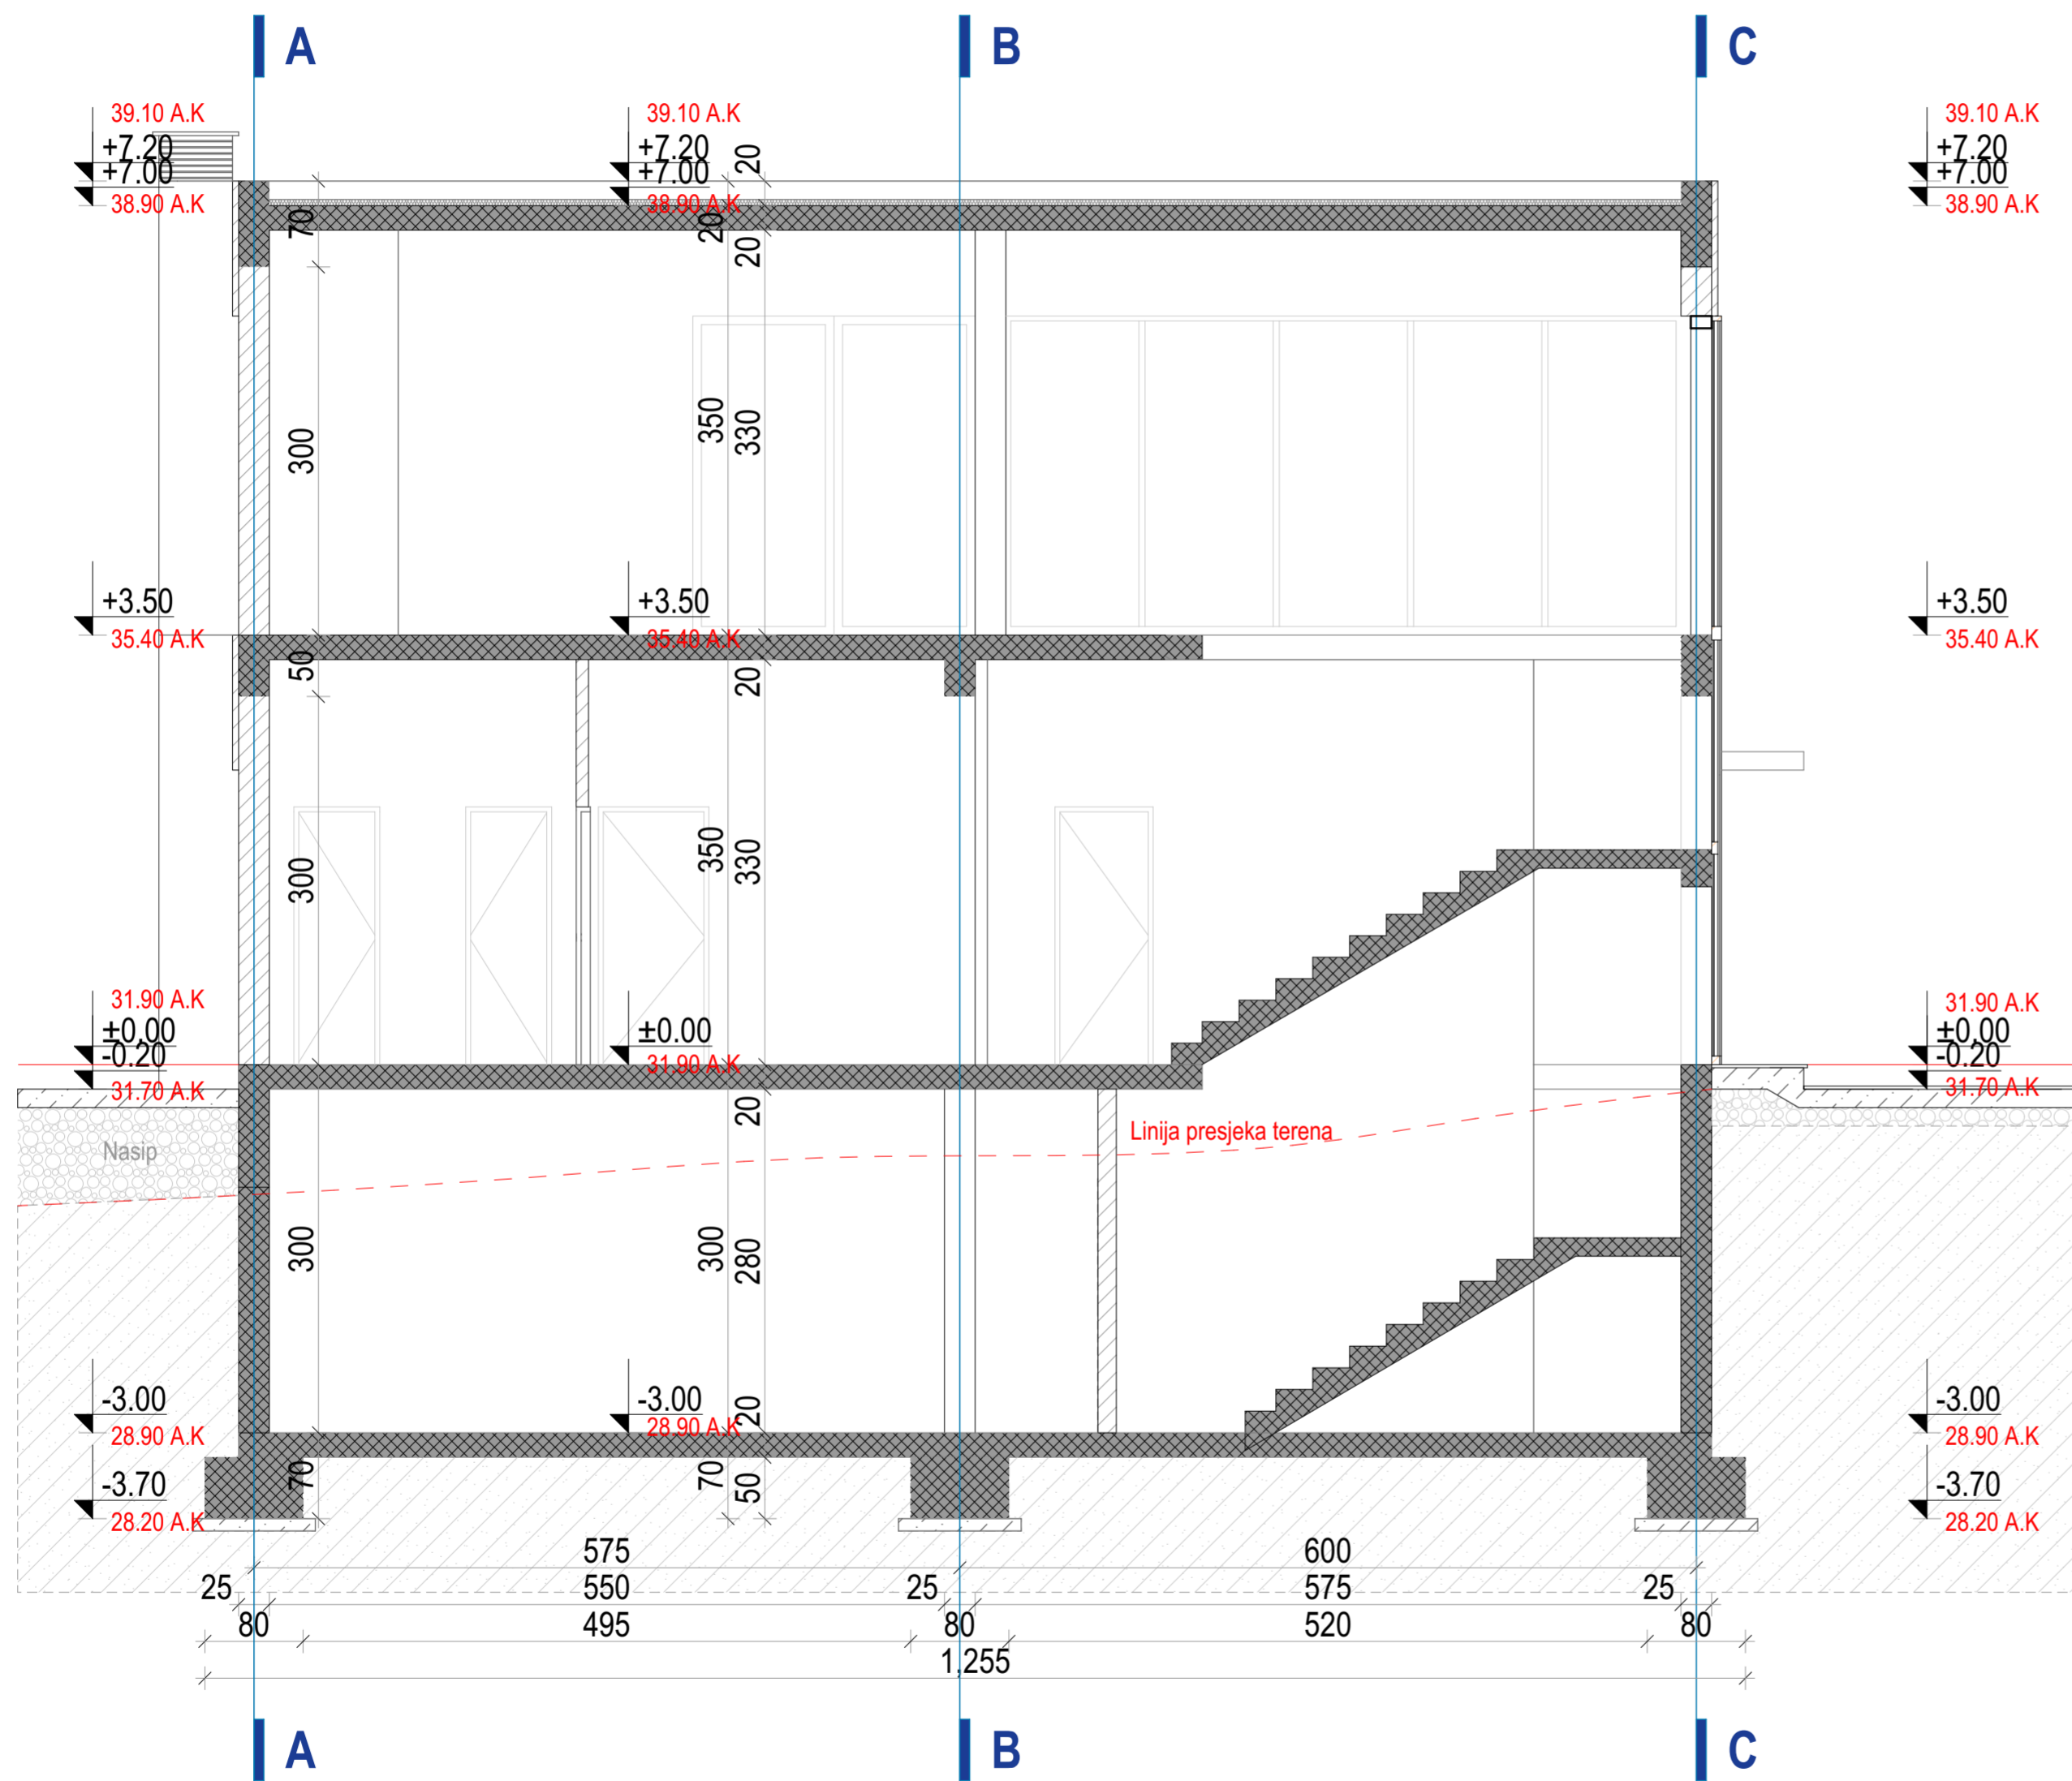 A B C
39.10 A.K 39.10 A.K 39.10 A.K
+7.20 +7.20 20 +7.20
+7.00 +7.00 +7.00
38.90 A.K 38.90 A.K 38.90 A.K
70 20 20
300 350 330
+3.50 +3.50 +3.50
35.40 A.K 35.40 A.K 35.40 A.K
50 20
300 350 330
31.90 A.K 31.90 A.K
±0.00 ±0.00 ±0.00
-0.20 31.90 A.K -0.20
31.70 A.K 31.70 A.K
20
Linija presjeka terena
Nasip
300 300 280
-3.00 -3.00 20 -3.00
28.90 A.K 28.90 A.K 28.90 A.K
70 70 50
-3.70 -3.70
28.20 A.K 28.20 A.K
575 600
25 550 25 575 25
80 495 80 520 80
1,255
A B C